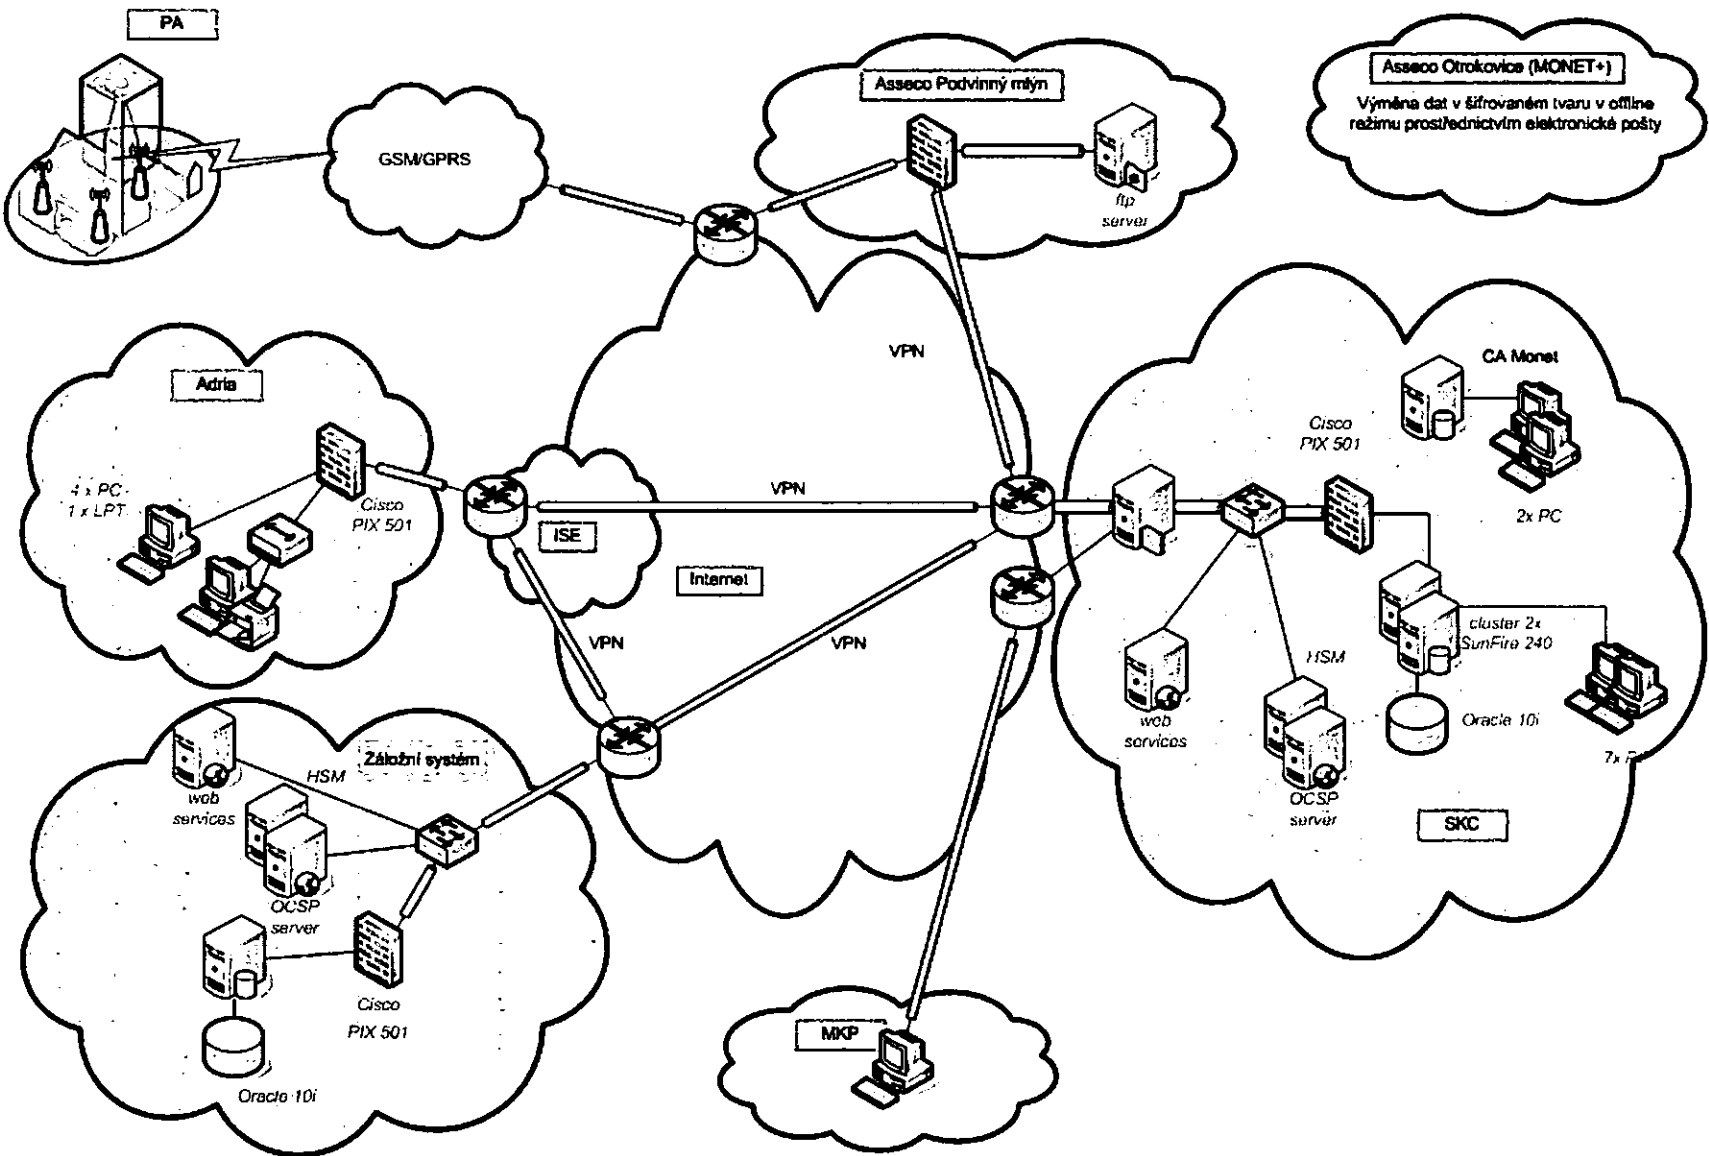 PA
GSM/GPRS
Asseco Podvinný mlýn
ftp
server
Asseco Otrokovice (MONET+)
Výměna dat v šifrovaném tvaru v offline
režimu prostřednictvím elektronické pošty
Adria
4 x PC
1 x LPT
Cisco
PIX 501
ISE
VPN
VPN
VPN
VPN
Internet
CA Monet
2x PC
Cisco
PIX 501
cluster 2x
SunFire 240
Oracle 10i
7x
web
services
HSM
OCSP
server
SKC
Záložní systém
HSM
web
services
OCSP
server
Cisco
PIX 501
Oracle 10i
MKP